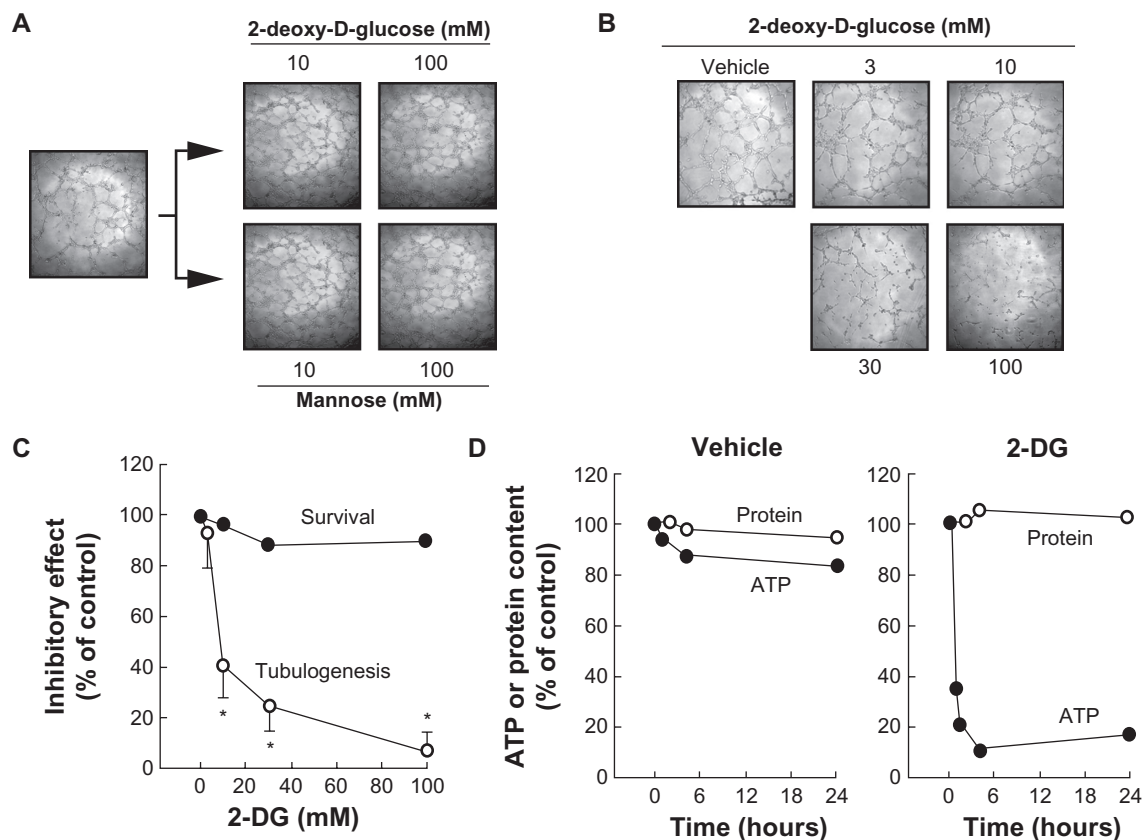 A
2-deoxy-D-glucose (mM)
10 100
10 100
Mannose (mM)
B
2-deoxy-D-glucose (mM)
Vehicle 3 10
30 100
C
Inhibitory effect
(% of control)
120
100
80
60
40
20
0
Survival
Tubulogenesis
*
*
*
0 20 40 60 80 100
2-DG (mM)
D
Vehicle
ATP or protein content
(% of control)
120
100
80
60
40
20
0
Protein
ATP
0 6 12 18 24
Time (hours)
2-DG
120
100
80
60
40
20
0
Protein
ATP
0 6 12 18 24
Time (hours)